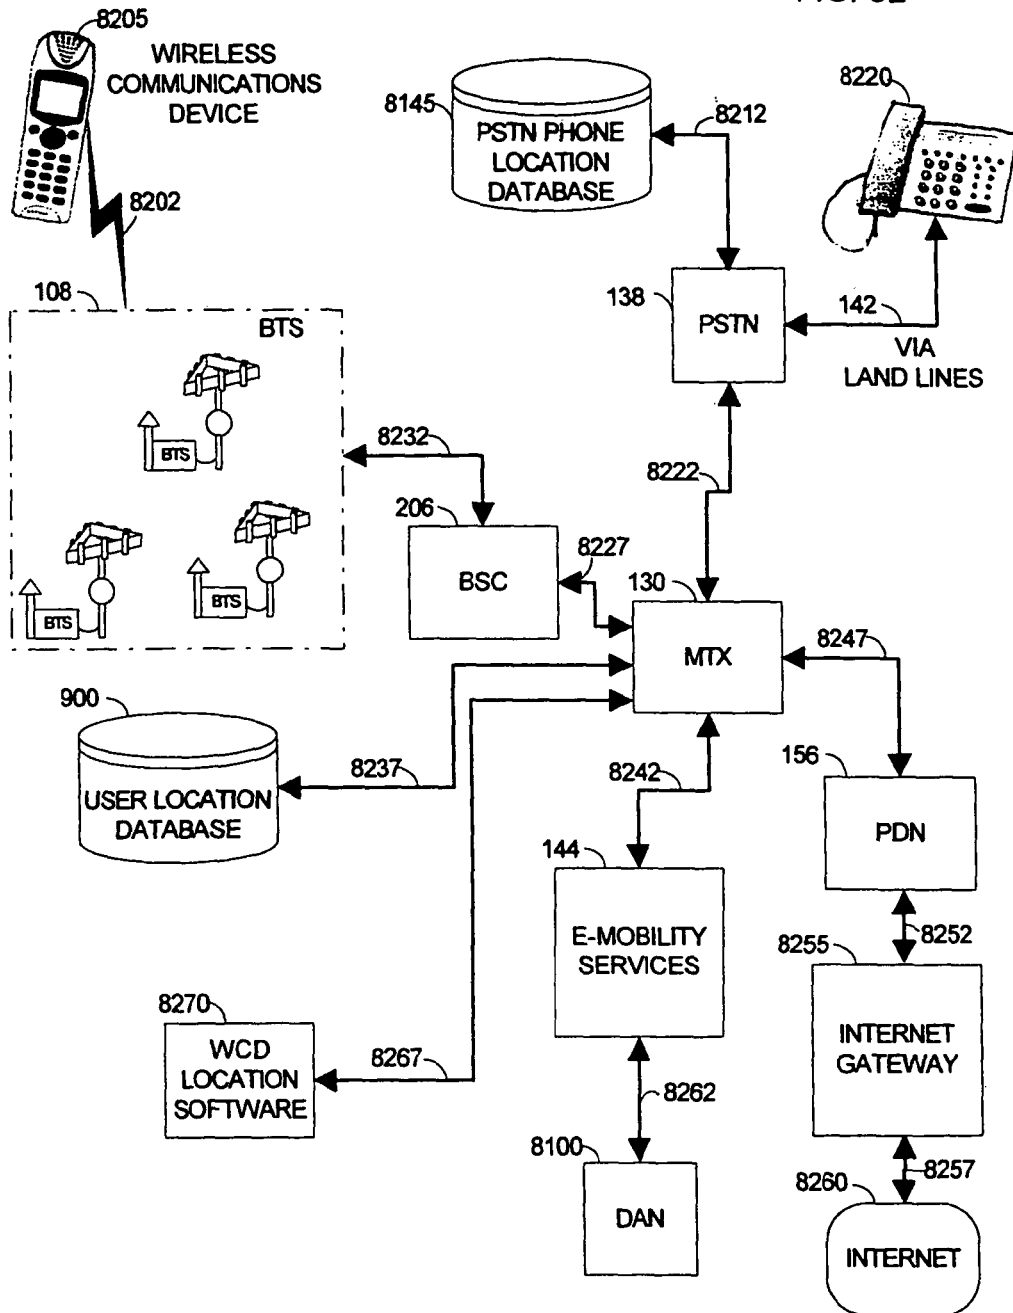 8205
WIRELESS
COMMUNICATIONS
DEVICE
8202
8145
PSTN PHONE
LOCATION
DATABASE
8212
8220
108
BTS
BTS
BTS
BTS
138
PSTN
142
VIA
LAND LINES
8232
8222
206
BSC
8227
130
MTX
8247
900
USER LOCATION
DATABASE
8237
8242
156
PDN
144
E-MOBILITY
SERVICES
8252
8255
INTERNET
GATEWAY
8270
WCD
LOCATION
SOFTWARE
8267
8262
8100
DAN
8257
8260
INTERNET